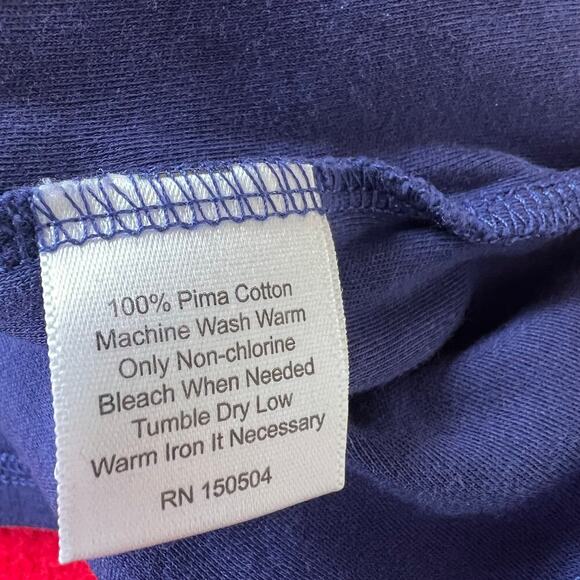 100% Pima Cotton
Machine Wash Warm
Only Non-chlorine
Bleach When Needed
Tumble Dry Low
Warm Iron It Necessary
RN 150504